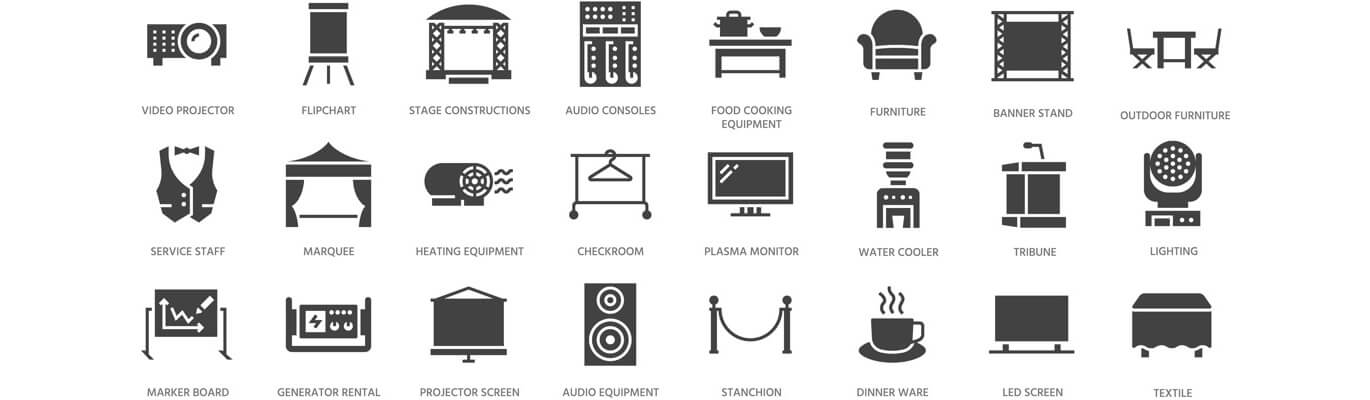 VIDEO PROJECTOR
FLIPCHART
STAGE CONSTRUCTIONS
AUDIO CONSOLES
FOOD COOKING
EQUIPMENT
FURNITURE
BANNER STAND
OUTDOOR FURNITURE
SERVICE STAFF
MARQUEE
HEATING EQUIPMENT
CHECKROOM
PLASMA MONITOR
WATER COOLER
TRIBUNE
LIGHTING
MARKER BOARD
GENERATOR RENTAL
PROJECTOR SCREEN
AUDIO EQUIPMENT
STANCHION
DINNER WARE
LED SCREEN
TEXTILE